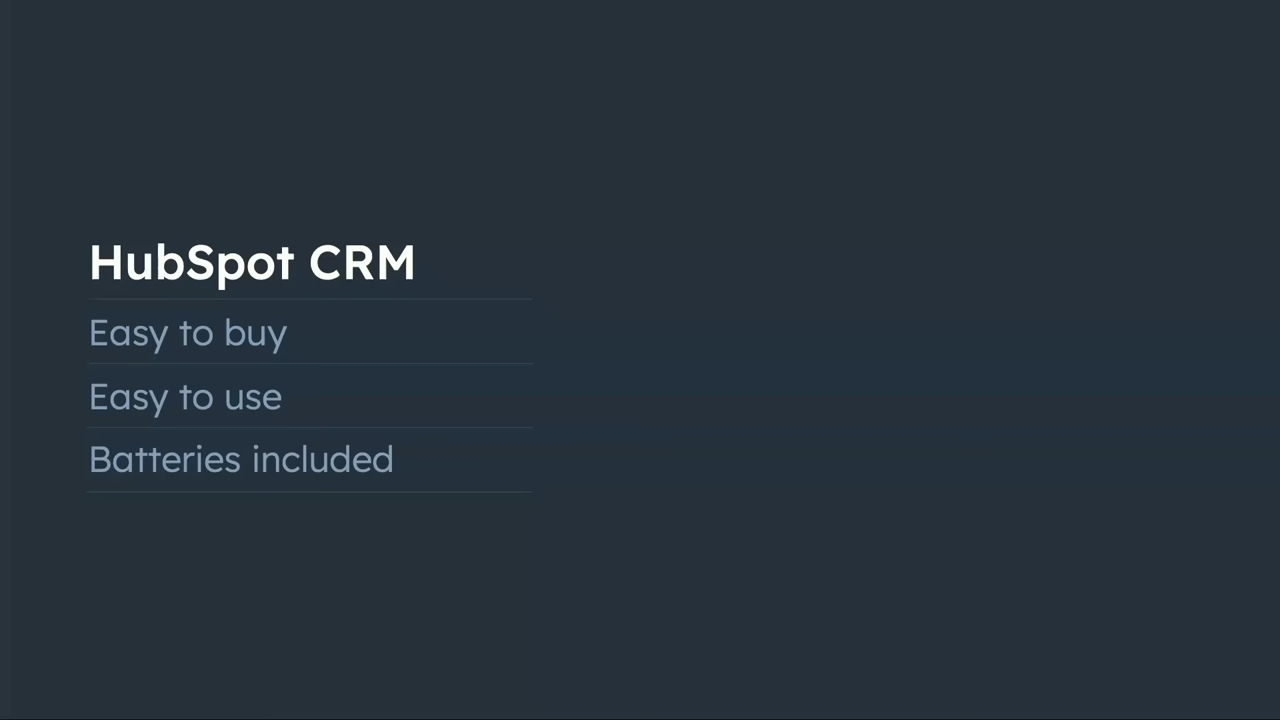 HubSpot CRM
Easy to buy
Easy to use
Batteries included